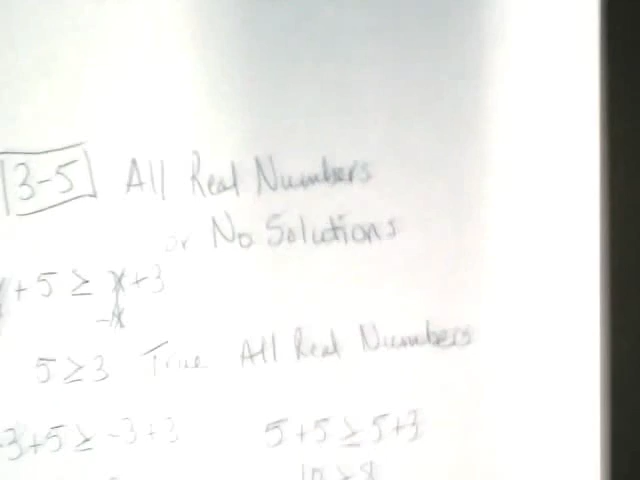 3-5 All Real Numbers
or No Solutions
x + 5 ≥ x + 3
-x
5 ≥ 3 True All Real Numbers
-3+5 ≥ -3+3 5+5 ≥ 5+3
10 ≥ 8